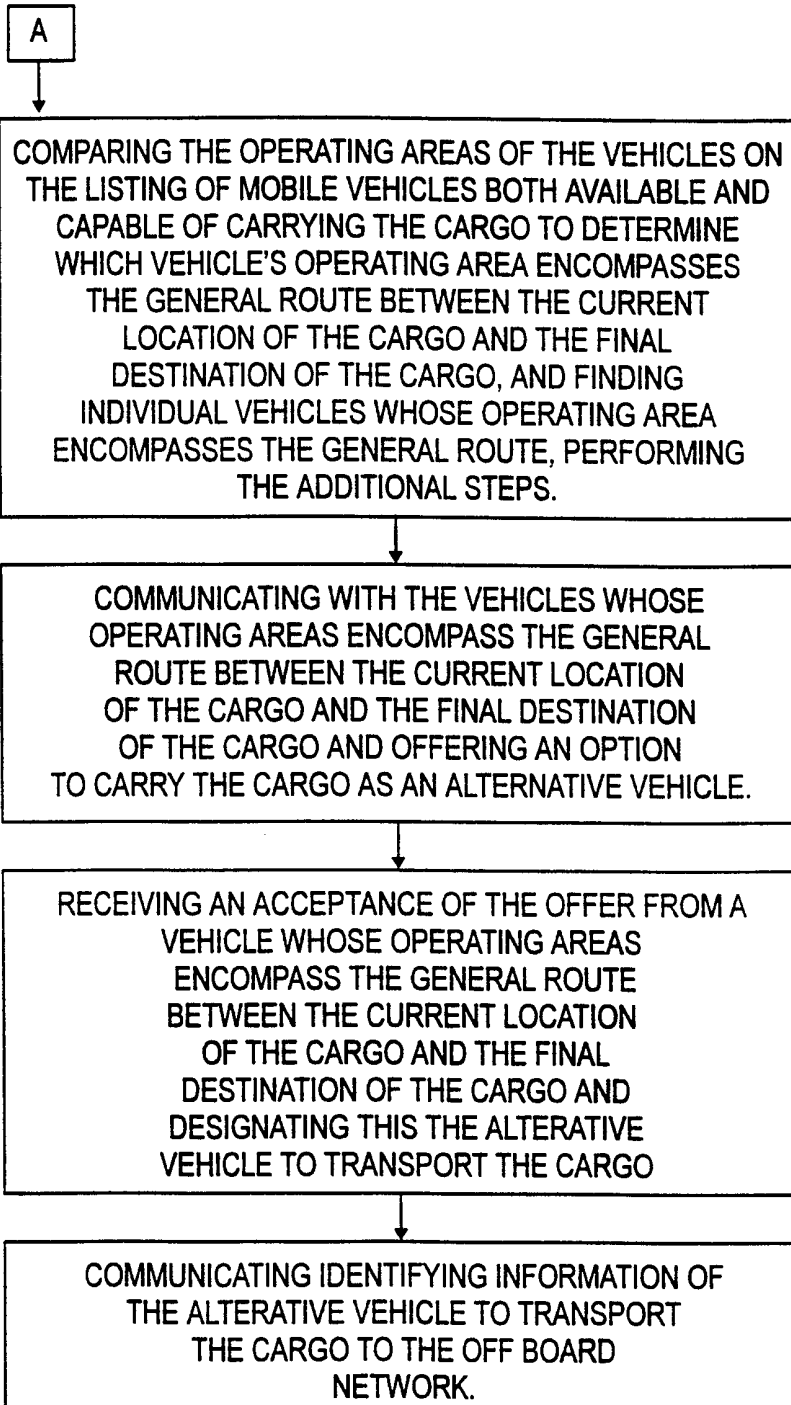 A
COMPARING THE OPERATING AREAS OF THE VEHICLES ON
THE LISTING OF MOBILE VEHICLES BOTH AVAILABLE AND
CAPABLE OF CARRYING THE CARGO TO DETERMINE
WHICH VEHICLE'S OPERATING AREA ENCOMPASSES
THE GENERAL ROUTE BETWEEN THE CURRENT
LOCATION OF THE CARGO AND THE FINAL
DESTINATION OF THE CARGO, AND FINDING
INDIVIDUAL VEHICLES WHOSE OPERATING AREA
ENCOMPASSES THE GENERAL ROUTE, PERFORMING
THE ADDITIONAL STEPS.
COMMUNICATING WITH THE VEHICLES WHOSE
OPERATING AREAS ENCOMPASS THE GENERAL
ROUTE BETWEEN THE CURRENT LOCATION
OF THE CARGO AND THE FINAL DESTINATION
OF THE CARGO AND OFFERING AN OPTION
TO CARRY THE CARGO AS AN ALTERNATIVE VEHICLE.
RECEIVING AN ACCEPTANCE OF THE OFFER FROM A
VEHICLE WHOSE OPERATING AREAS
ENCOMPASS THE GENERAL ROUTE
BETWEEN THE CURRENT LOCATION
OF THE CARGO AND THE FINAL
DESTINATION OF THE CARGO AND
DESIGNATING THIS THE ALTERATIVE
VEHICLE TO TRANSPORT THE CARGO
COMMUNICATING IDENTIFYING INFORMATION OF
THE ALTERATIVE VEHICLE TO TRANSPORT
THE CARGO TO THE OFF BOARD
NETWORK.